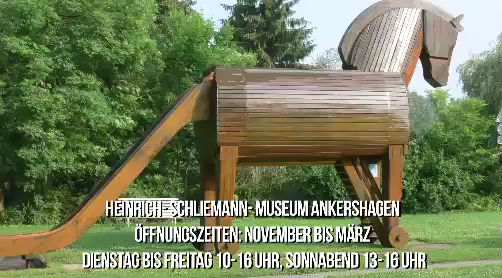 HEINRICH- SCHLIEMANN- MUSEUM ANKERSHAGEN
ÖFFNUNGSZEITEN: NOVEMBER BIS MÄRZ
DIENSTAG BIS FREITAG 10- 16 UHR, SONNABEND 13-16 UHR